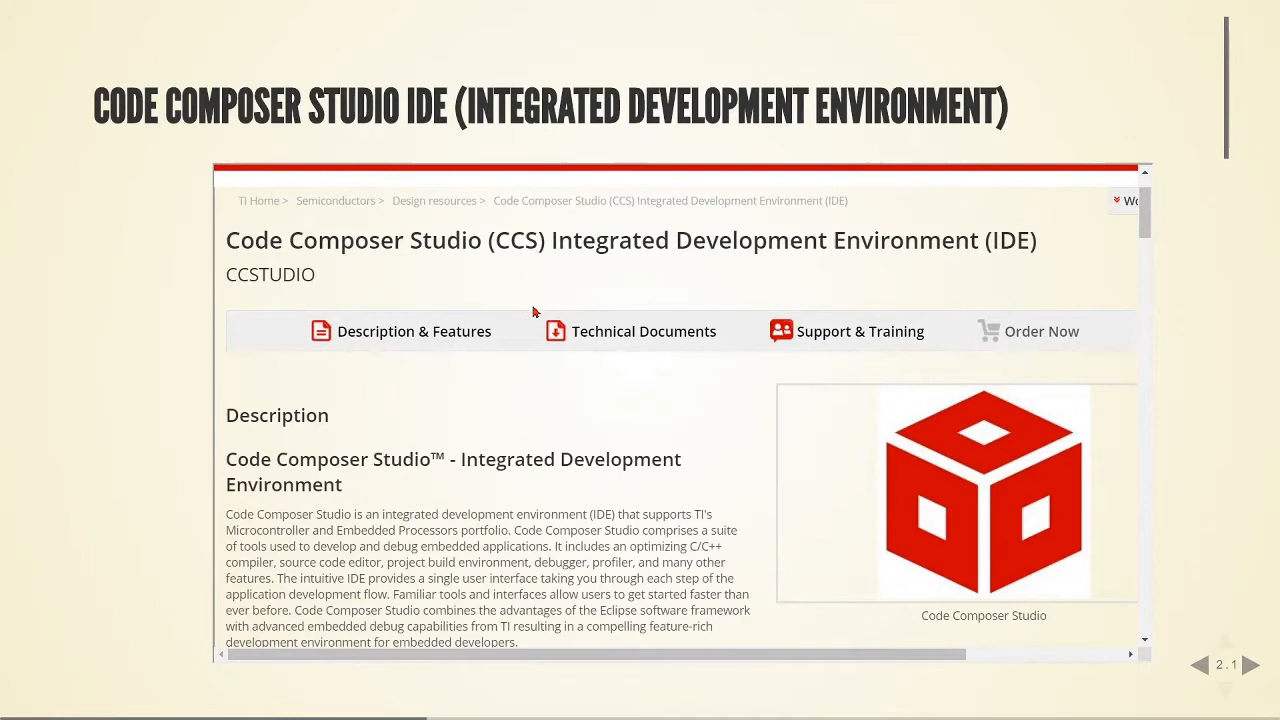 CODE COMPOSER STUDIO IDE (INTEGRATED DEVELOPMENT ENVIRONMENT)
TI Home > Semiconductors > Design resources > Code Composer Studio (CCS) Integrated Development Environment (IDE)
Code Composer Studio (CCS) Integrated Development Environment (IDE)
CCSTUDIO
Description & Features Technical Documents Support & Training Order Now
Description
Code Composer Studio™ - Integrated Development
Environment
Code Composer Studio is an integrated development environment (IDE) that supports TI's
Microcontroller and Embedded Processors portfolio. Code Composer Studio comprises a suite
of tools used to develop and debug embedded applications. It includes an optimizing C/C++
compiler, source code editor, project build environment, debugger, profiler, and many other
features. The intuitive IDE provides a single user interface taking you through each step of the
application development flow. Familiar tools and interfaces allow users to get started faster than
ever before. Code Composer Studio combines the advantages of the Eclipse software framework
with advanced embedded debug capabilities from TI resulting in a compelling feature-rich
development environment for embedded developers.
Code Composer Studio
2.1